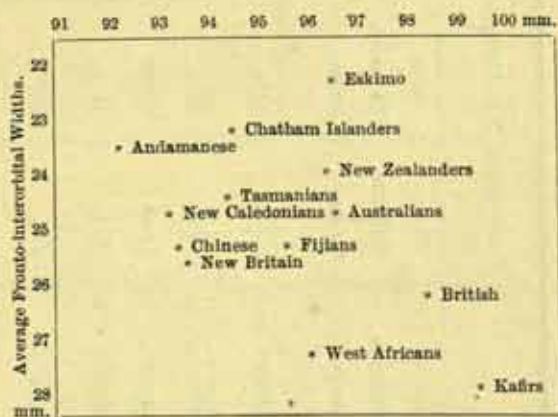 91 92 93 94 95 96 97 98 99 100 mm.
Average Fronto-interorbital Widths.
22
• Eskimo
23
• Chatham Islanders
• Andamanese
24
• New Zealanders
• Tasmanians
• New Caledonians • Australians
25
• Chinese • Fijians
• New Britain
26
• British
27
• West Africans
• Kafirs
28
mm.